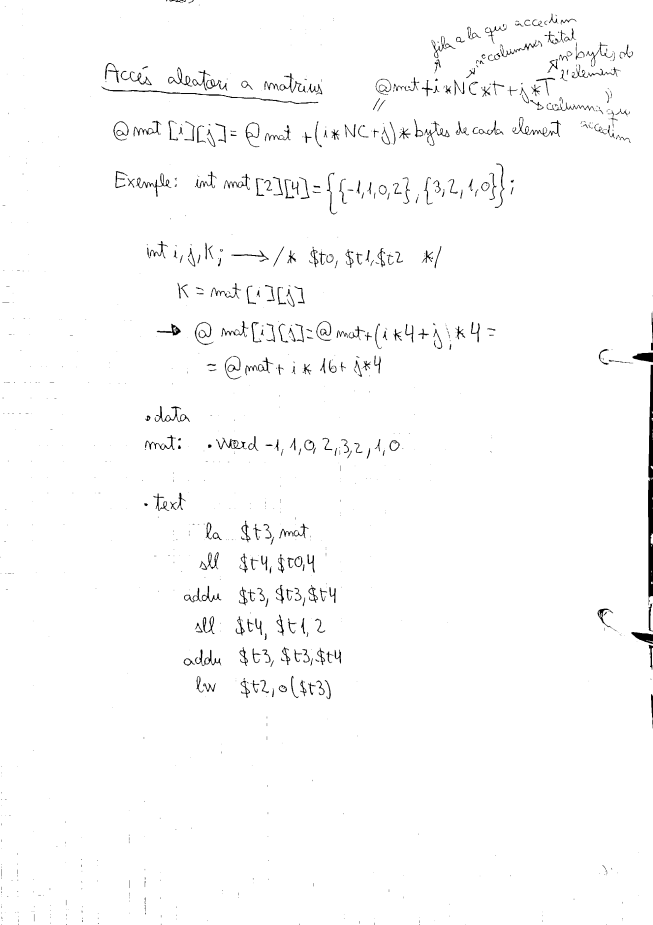 fila a la que accedim
nº columnes total
nº bytes de
l'element
Accés aleatori a matrius
@mat+i*NC*T+j*T
columna que
accedim
@mat[i][j]=@mat+(i*NC+j)*bytes de cada element
Exemple: int mat[2][4]={{-1,1,0,2},{3,2,1,0}};
int i,j,K; → /* $t0, $t1, $t2 */
K = mat[i][j]
→ @mat[i][j]=@mat+(i*4+j)*4=
= @mat+i*16+j*4
.data
mat: .word -1,1,0,2,3,2,1,0
.text
la $t3, mat
sll $t4, $t0,4
addu $t3, $t3, $t4
sll $t4, $t1, 2
addu $t3, $t3, $t4
lw $t2, 0($t3)